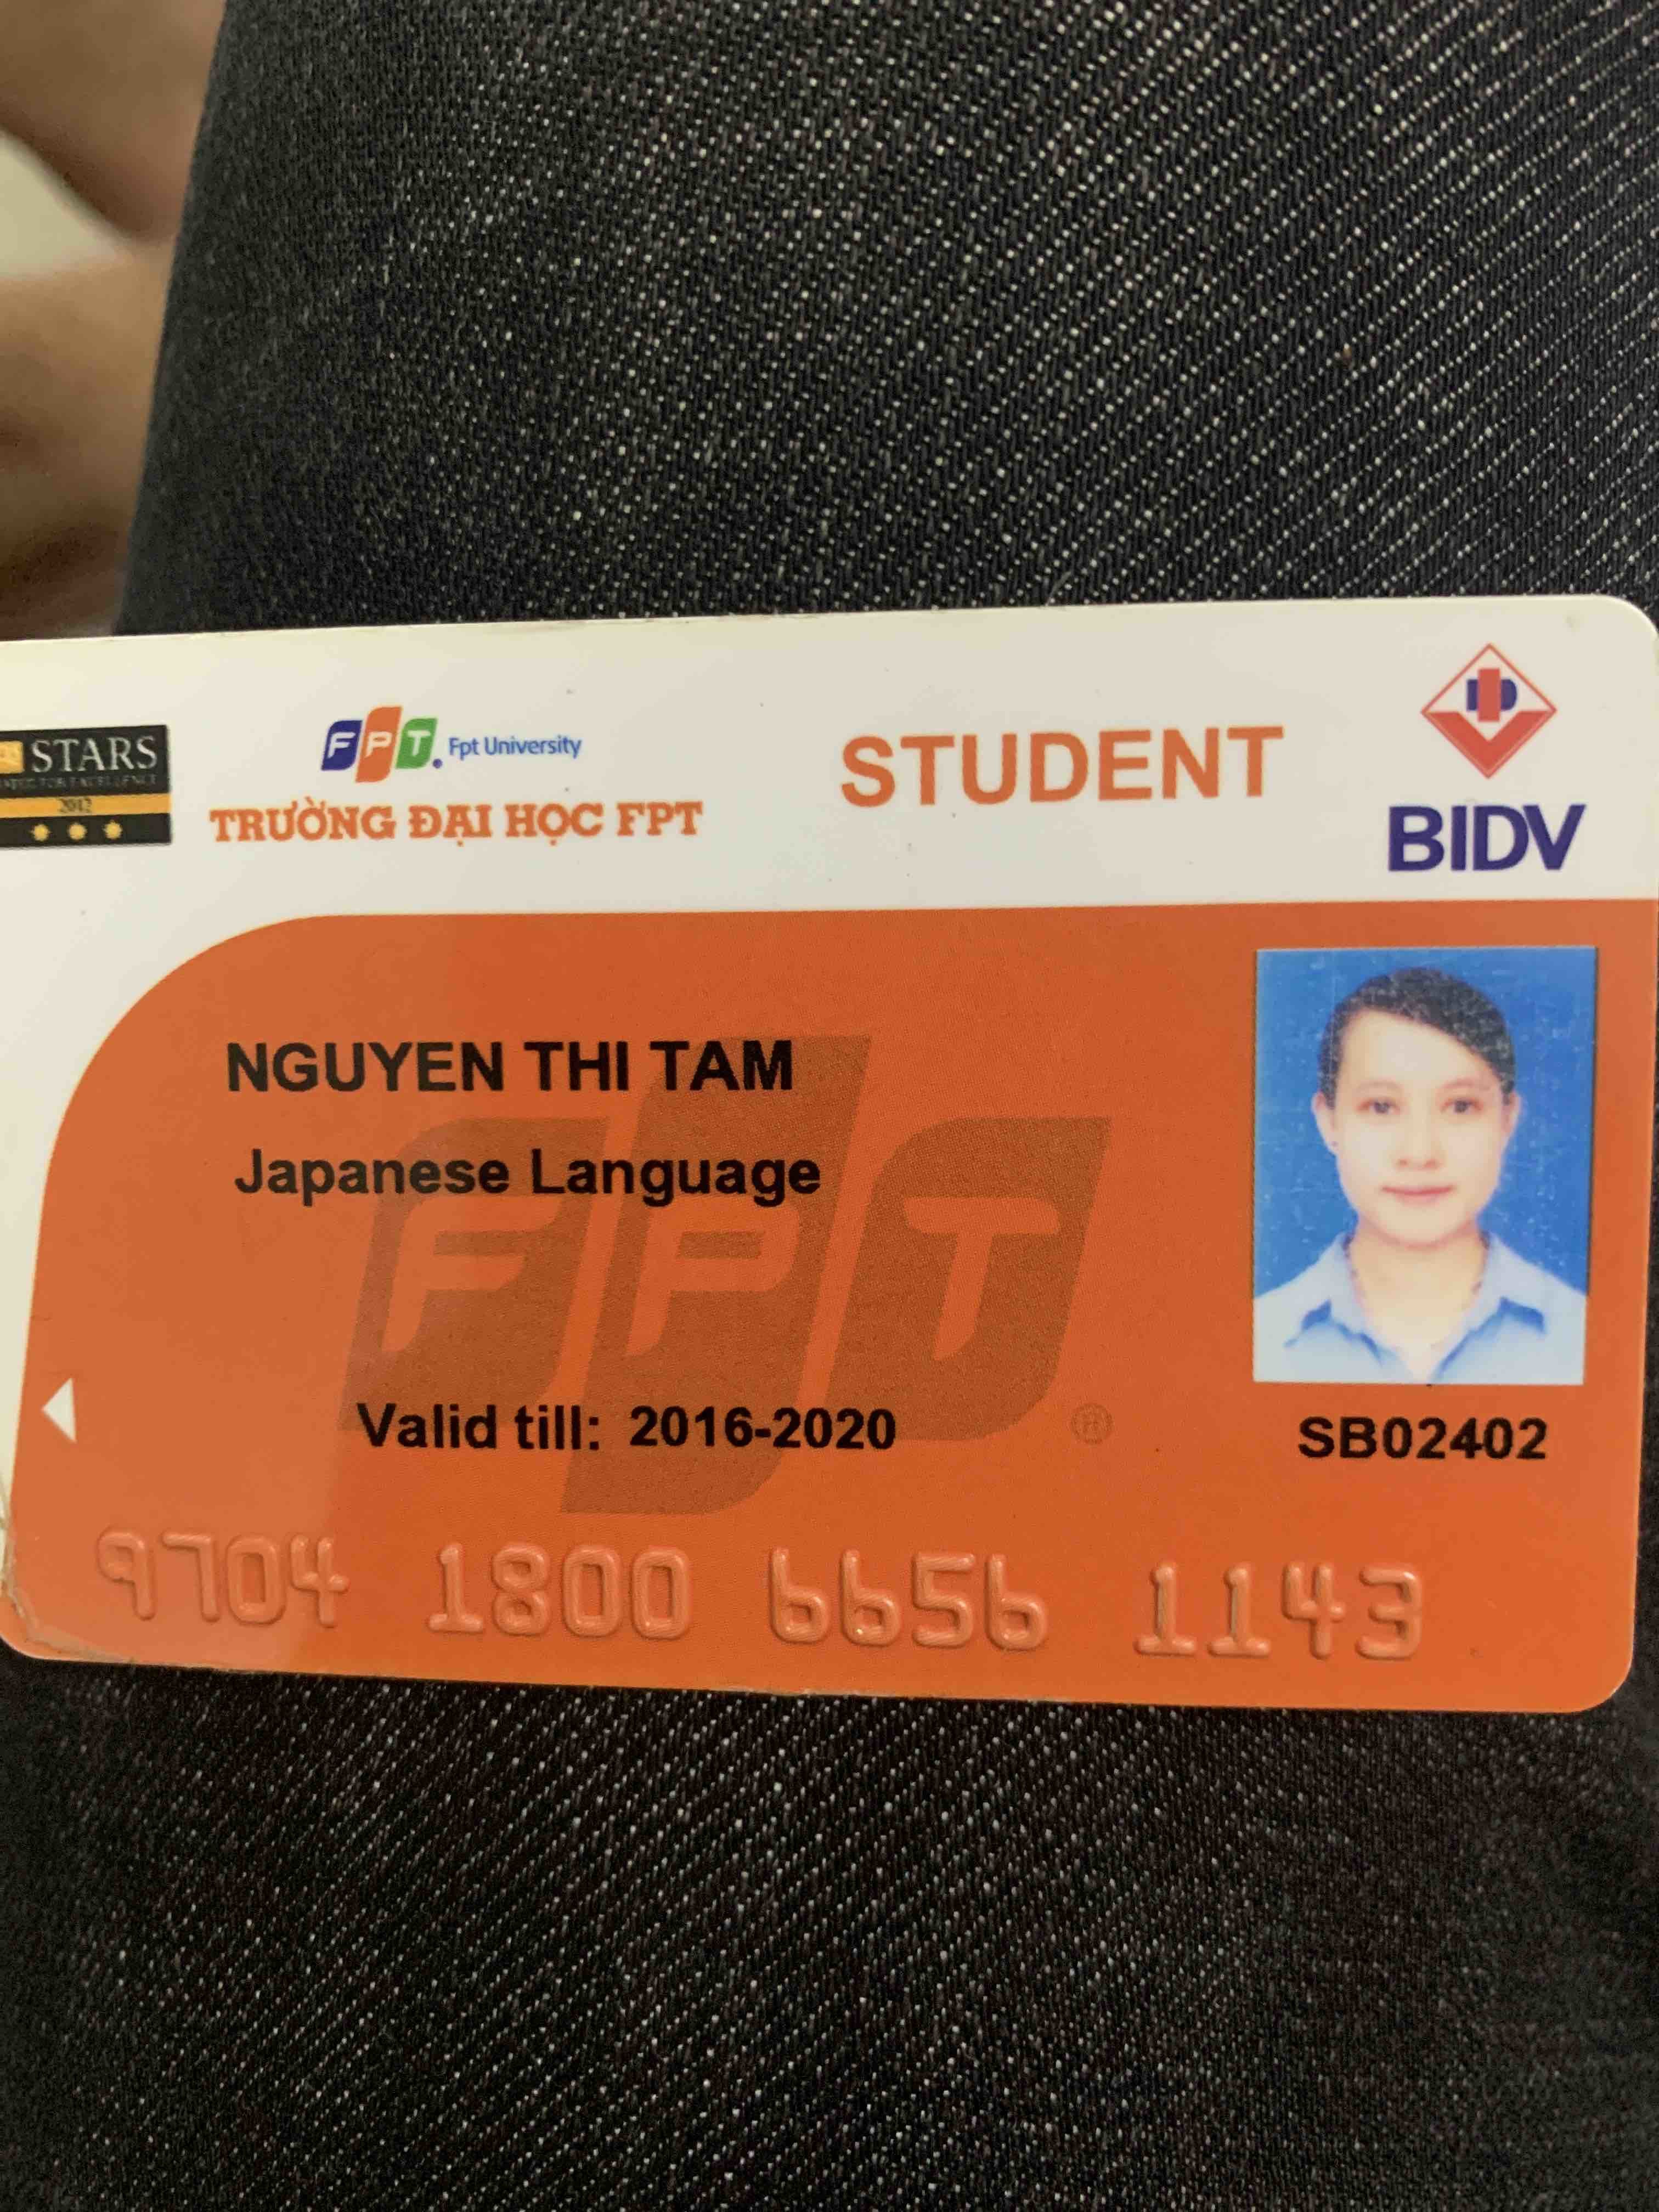 STARS
2012
FPT. Fpt University
TRƯỜNG ĐẠI HỌC FPT
STUDENT
BIDV
NGUYEN THI TAM
Japanese Language
FPT
Valid till: 2016-2020
®
SB02402
9704 1800 6656 1143